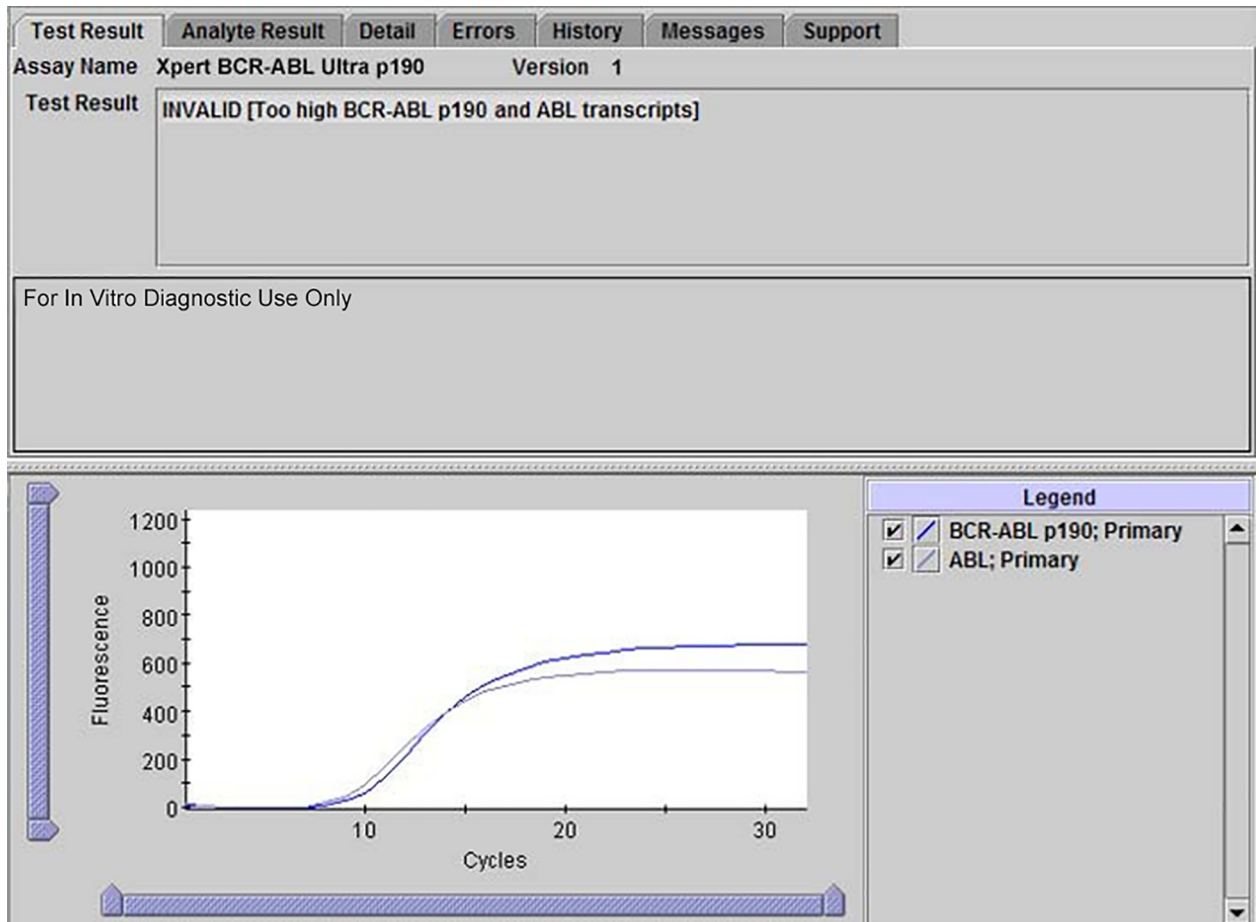 Test Result Analyte Result Detail Errors History Messages Support
Assay Name Xpert BCR-ABL Ultra p190 Version 1
Test Result INVALID [Too high BCR-ABL p190 and ABL transcripts]
For In Vitro Diagnostic Use Only
Legend
BCR-ABL p190; Primary
ABL; Primary
Fluorescence
1200
1000
800
600
400
200
0
10 20 30
Cycles